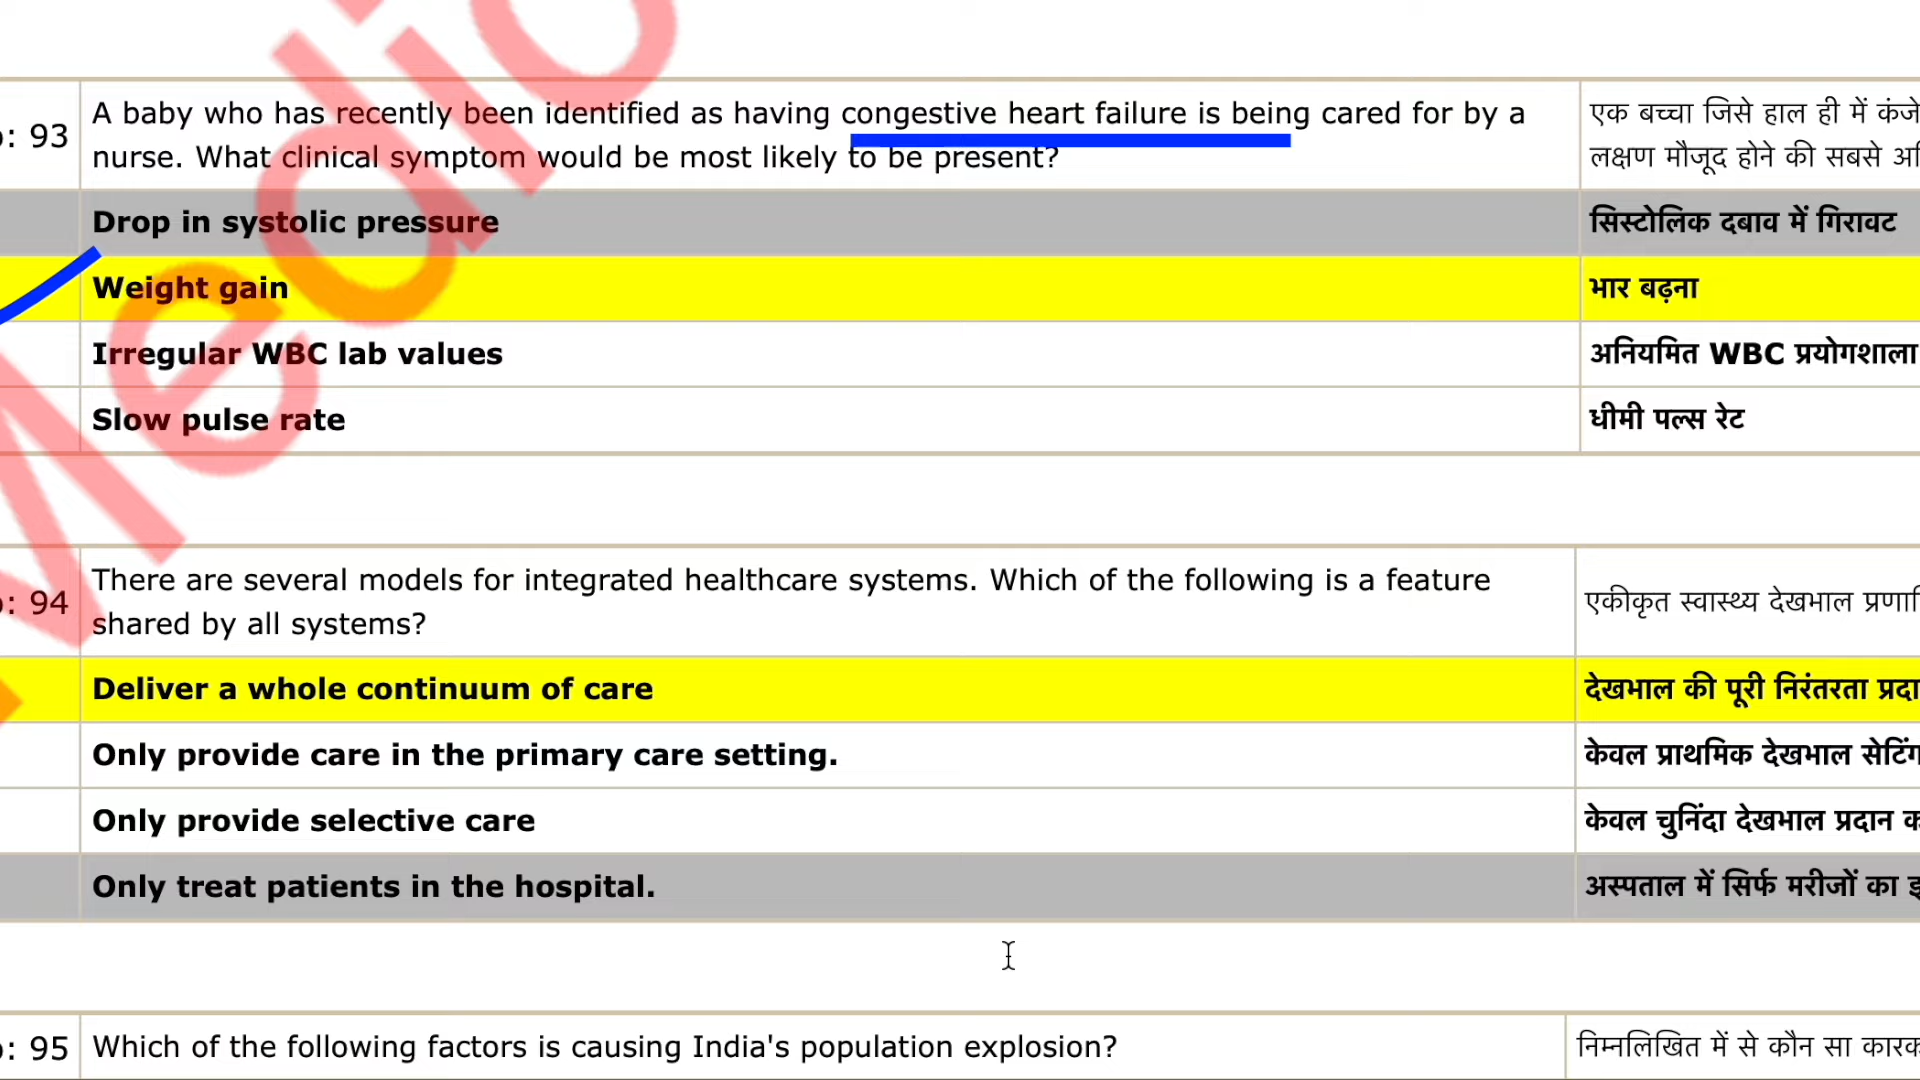 Medic
: 93
A baby who has recently been identified as having congestive heart failure is being cared for by a
nurse. What clinical symptom would be most likely to be present?
एक बच्चा जिसे हाल ही में कंजे
लक्षण मौजूद होने की सबसे
Drop in systolic pressure
सिस्टोलिक दबाव में गिरावट
Weight gain
भार बढ़ना
Irregular WBC lab values
अनियमित WBC प्रयोगशाला
Slow pulse rate
धीमी पल्स रेट
: 94
There are several models for integrated healthcare systems. Which of the following is a feature
shared by all systems?
एकीकृत स्वास्थ्य देखभाल
Deliver a whole continuum of care
देखभाल की पूरी निरंतरता
Only provide care in the primary care setting.
केवल प्राथमिक देखभाल
Only provide selective care
केवल चुनिंदा देखभाल प्रदान
Only treat patients in the hospital.
अस्पताल में सिर्फ मरीजों का
: 95
Which of the following factors is causing India's population explosion?
निम्नलिखित में से कौन सा